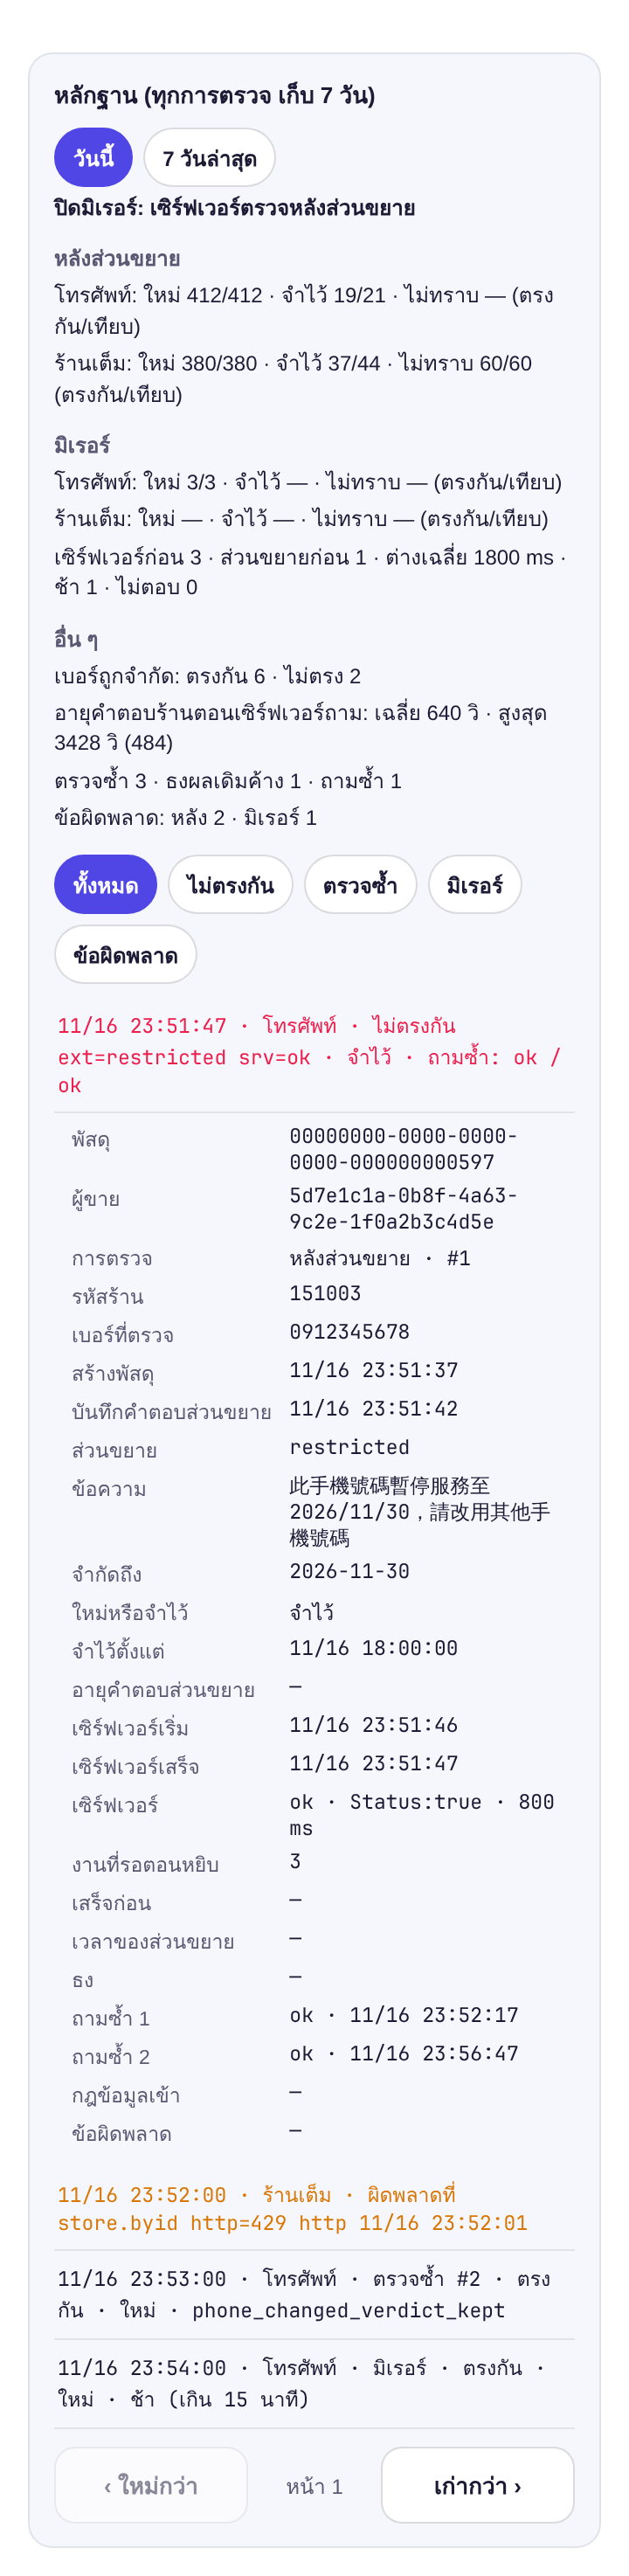 หลักฐาน (ทุกการตรวจ เก็บ 7 วัน)
วันนี้
7 วันล่าสุด
ปิดมิเรอร์: เซิร์ฟเวอร์ตรวจหลังส่วนขยาย
หลังส่วนขยาย
โทรศัพท์: ใหม่ 412/412 · จำไว้ 19/21 · ไม่ทราบ — (ตรง
กัน/เทียบ)
ร้านเต็ม: ใหม่ 380/380 · จำไว้ 37/44 · ไม่ทราบ 60/60
(ตรงกัน/เทียบ)
มิเรอร์
โทรศัพท์: ใหม่ 3/3 · จำไว้ — · ไม่ทราบ — (ตรงกัน/เทียบ)
ร้านเต็ม: ใหม่ — · จำไว้ — · ไม่ทราบ — (ตรงกัน/เทียบ)
เซิร์ฟเวอร์ก่อน 3 · ส่วนขยายก่อน 1 · ต่างเฉลี่ย 1800 ms ·
ช้า 1 · ไม่ตอบ 0
อื่น ๆ
เบอร์ถูกจำกัด: ตรงกัน 6 · ไม่ตรง 2
อายุคำตอบร้านตอนเซิร์ฟเวอร์ถาม: เฉลี่ย 640 วิ · สูงสุด
3428 วิ (484)
ตรวจซ้ำ 3 · ธงผลเดิมค้าง 1 · ถามซ้ำ 1
ข้อผิดพลาด: หลัง 2 · มิเรอร์ 1
ทั้งหมด
ไม่ตรงกัน
ตรวจซ้ำ
มิเรอร์
ข้อผิดพลาด
11/16 23:51:47 · โทรศัพท์ · ไม่ตรงกัน
ext=restricted srv=ok · จำไว้ · ถามซ้ำ: ok /
ok
พัสดุ 00000000-0000-0000-
0000-000000000597
ผู้ขาย 5d7e1c1a-0b8f-4a63-
9c2e-1f0a2b3c4d5e
การตรวจ หลังส่วนขยาย · #1
รหัสร้าน 151003
เบอร์ที่ตรวจ 0912345678
สร้างพัสดุ 11/16 23:51:37
บันทึกคำตอบส่วนขยาย 11/16 23:51:42
ส่วนขยาย restricted
ข้อความ 此手機號碼暫停服務至
2026/11/30，請改用其他手
機號碼
จำกัดถึง 2026-11-30
ใหม่หรือจำไว้ จำไว้
จำไว้ตั้งแต่ 11/16 18:00:00
อายุคำตอบส่วนขยาย —
เซิร์ฟเวอร์เริ่ม 11/16 23:51:46
เซิร์ฟเวอร์เสร็จ 11/16 23:51:47
เซิร์ฟเวอร์ ok · Status:true · 800
ms
งานที่รอตอนหยิบ 3
เสร็จก่อน —
เวลาของส่วนขยาย —
ธง —
ถามซ้ำ 1 ok · 11/16 23:52:17
ถามซ้ำ 2 ok · 11/16 23:56:47
กฎข้อมูลเข้า —
ข้อผิดพลาด —
11/16 23:52:00 · ร้านเต็ม · ผิดพลาดที่
store.byid http=429 http 11/16 23:52:01
11/16 23:53:00 · โทรศัพท์ · ตรวจซ้ำ #2 · ตรง
กัน · ใหม่ · phone_changed_verdict_kept
11/16 23:54:00 · โทรศัพท์ · มิเรอร์ · ตรงกัน ·
ใหม่ · ช้า (เกิน 15 นาที)
‹ ใหม่กว่า
หน้า 1
เก่ากว่า ›